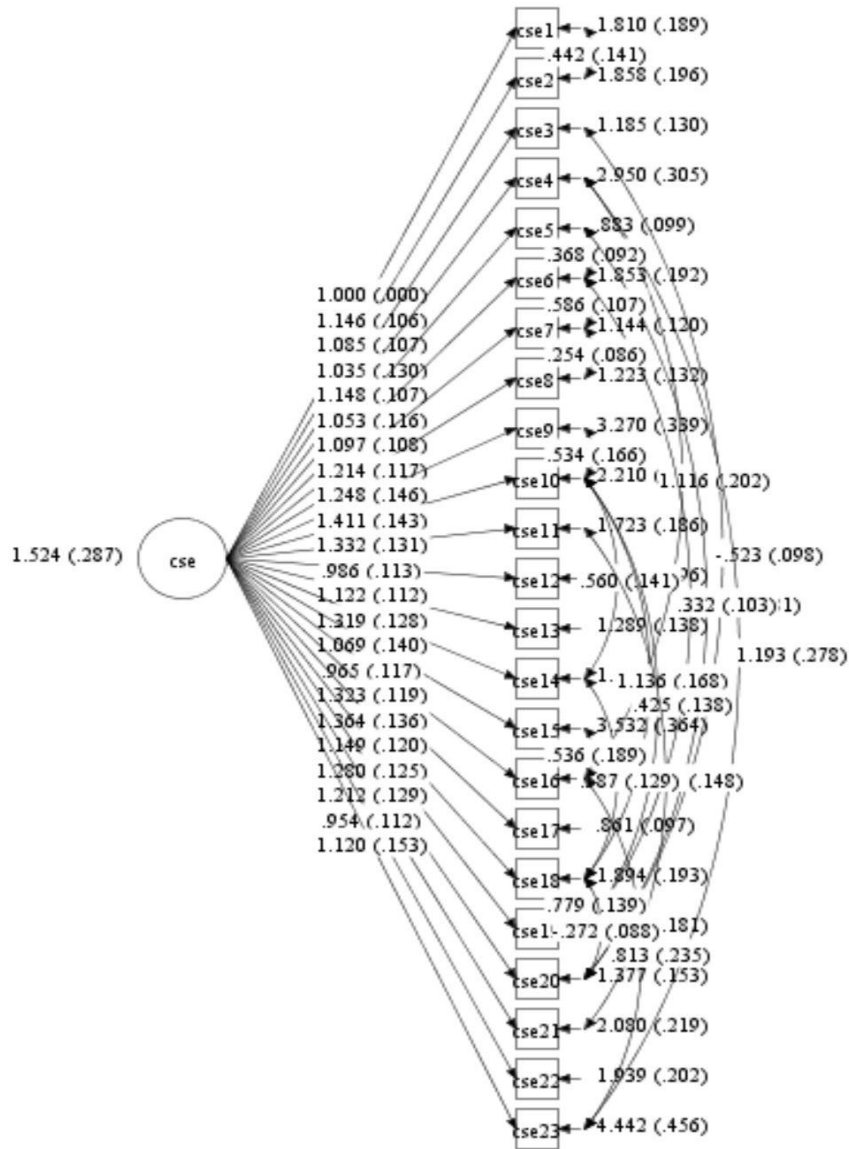 cse1 1.810 (.189)
.442 (.141)
cse2 1.858 (.196)
cse3 1.185 (.130)
cse4 2.950 (.305)
cse5 .883 (.099)
.368 (.092)
cse6 1.853 (.192)
1.000 (.000)
.586 (.107)
1.146 (.106)
cse7 1.144 (.120)
1.085 (.107)
.254 (.086)
1.035 (.130)
cse8 1.223 (.132)
1.148 (.107)
1.053 (.116)
cse9 3.270 (.339)
1.097 (.108)
.534 (.166)
1.214 (.117)
cse10 2.210 1.116 (.202)
1.248 (.146)
1.411 (.143)
cse11 1.723 (.186)
1.332 (.131)
1.524 (.287) cse -.523 (.098)
.986 (.113)
cse12 .560 (.141)
1.122 (.112)
.332 (.103)
1.319 (.128)
cse13 1.289 (.138)
1.069 (.140)
1.193 (.278)
.965 (.117)
cse14 1.136 (.168)
1.323 (.119)
.425 (.138)
1.364 (.136)
cse15 3.532 (.364)
1.149 (.120)
.536 (.189)
1.280 (.125)
cse16 (.129) (.148)
1.212 (.129)
.954 (.112)
cse17 .861 (.097)
1.120 (.153)
cse18 1.894 (.193)
.779 (.139)
-.272 (.088) .181)
.813 (.235)
cse20 1.377 (.153)
cse21 2.080 (.219)
cse22 1.939 (.202)
cse23 4.442 (.456)